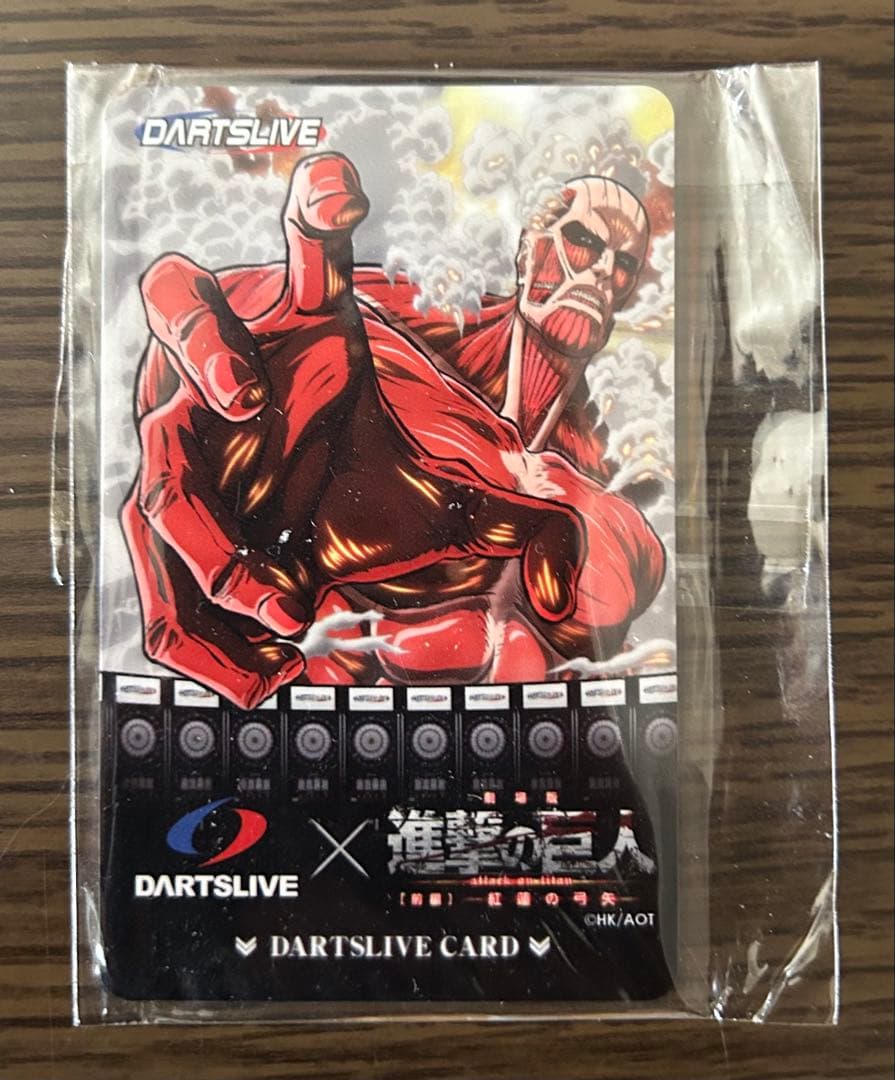 DARTSLIVE
DARTSLIVE
×
劇場版
進撃の巨人
attack on titan
【前編】 紅蓮の弓矢
©HK/AOT
DARTSLIVE CARD